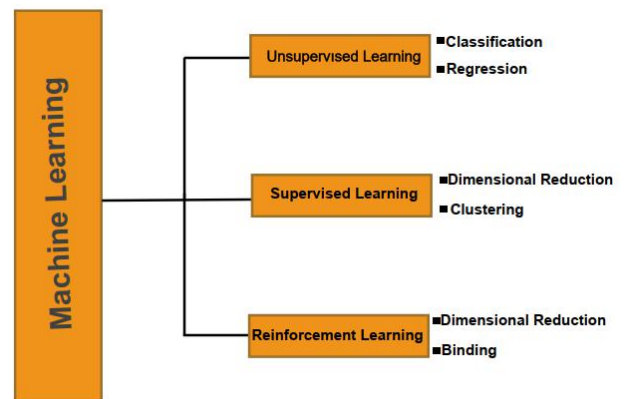 Machine Learning
Unsupervised Learning
Classification
Regression
Supervised Learning
Dimensional Reduction
Clustering
Reinforcement Learning
Dimensional Reduction
Binding